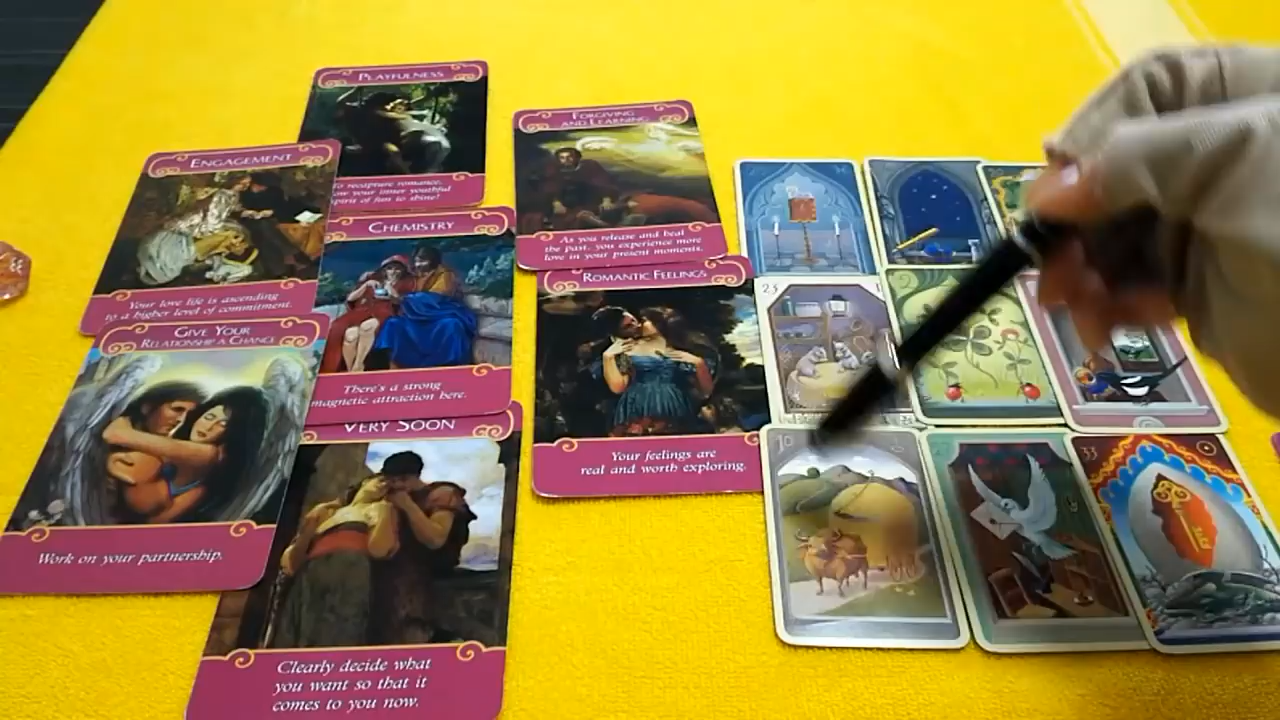 PLAYFULNESS
To recapture romance,
your inner youthful
spirit of fun to shine!
ENGAGEMENT
Your love life is ascending
to a higher level of commitment.
CHEMISTRY
There's a strong
magnetic attraction here.
GIVE YOUR
RELATIONSHIP A CHANCE
Work on your partnership.
VERY SOON
Clearly decide what
you want so that it
comes to you now.
FORGIVING
AND LEARNING
As you release and heal
the past, you experience more
love in your present moments.
ROMANTIC FEELINGS
Your feelings are
real and worth exploring.
23
10
33